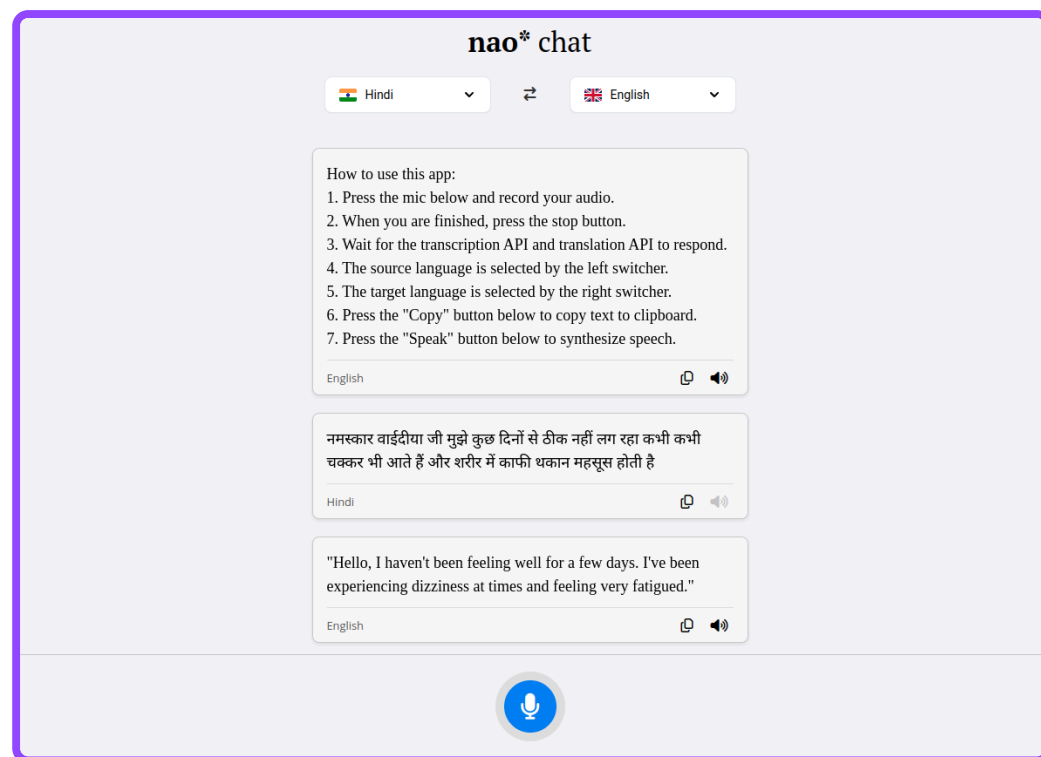 nao* chat
Hindi
English
How to use this app:
1. Press the mic below and record your audio.
2. When you are finished, press the stop button.
3. Wait for the transcription API and translation API to respond.
4. The source language is selected by the left switcher.
5. The target language is selected by the right switcher.
6. Press the "Copy" button below to copy text to clipboard.
7. Press the "Speak" button below to synthesize speech.
English
नमस्कार वाईदीया जी मुझे कुछ दिनों से ठीक नहीं लग रहा कभी कभी
चक्कर भी आते हैं और शरीर में काफी थकान महसूस होती है
Hindi
"Hello, I haven't been feeling well for a few days. I've been
experiencing dizziness at times and feeling very fatigued."
English